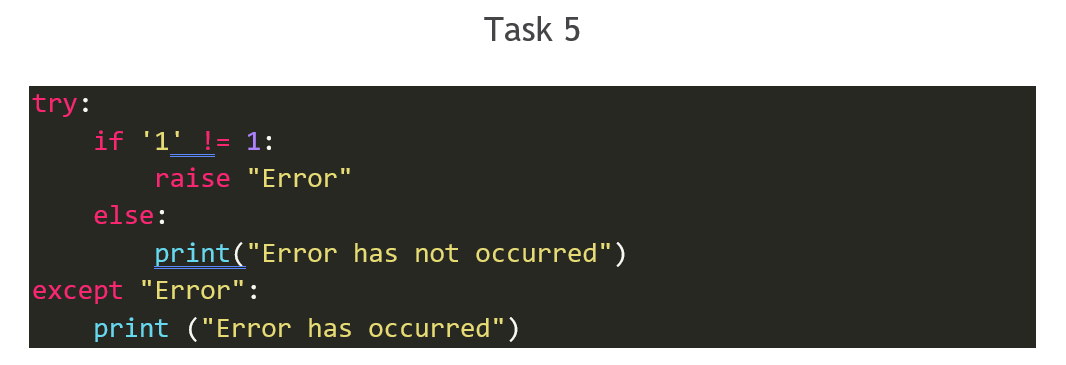 Task 5
try:
    if '1' != 1:
        raise "Error"
    else:
        print("Error has not occurred")
except "Error":
    print ("Error has occurred")